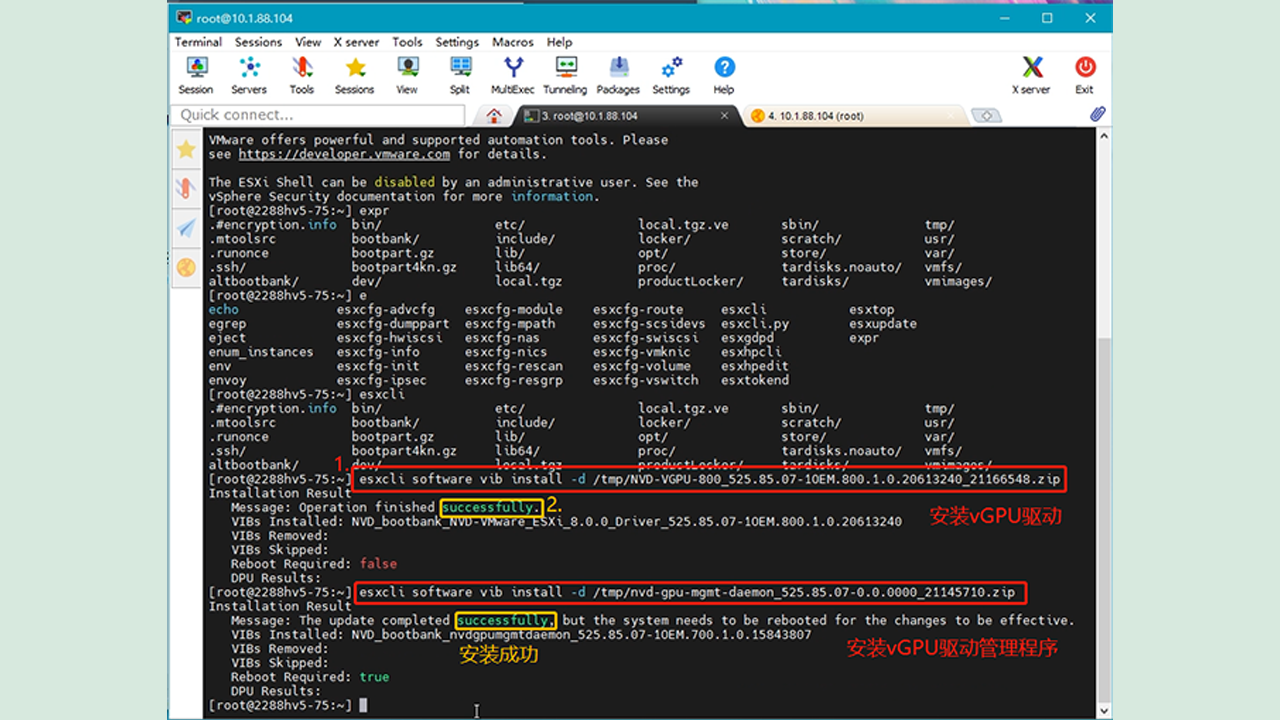 root@10.1.88.104
Terminal Sessions View X server Tools Settings Macros Help
Session Servers Tools Sessions View Split MultiExec Tunneling Packages Settings Help X server Exit
Quick connect... 3. root@10.1.88.104 4. 10.1.88.104 (root)
VMware offers powerful and supported automation tools. Please
see https://developer.vmware.com for details.
The ESXi Shell can be disabled by an administrative user. See the
vSphere Security documentation for more information.
[root@2288hv5-75:~] expr
.#encryption.info bin/ etc/ local.tgz.ve sbin/ tmp/
.mtoolsrc bootbank/ include/ locker/ scratch/ usr/
.runonce bootpart.gz lib/ opt/ store/ var/
.ssh/ bootpart4kn.gz lib64/ proc/ tardisks.noauto/ vmfs/
altbootbank/ dev/ local.tgz productLocker/ tardisks/ vmimages/
[root@2288hv5-75:~] e
echo esxcfg-advcfg esxcfg-module esxcfg-route esxcli esxtop
egrep esxcfg-dumppart esxcfg-mpath esxcfg-scsidevs esxcli.py esxupdate
eject esxcfg-hwiscsi esxcfg-nas esxcfg-swiscsi esxgdpd expr
enum_instances esxcfg-info esxcfg-nics esxcfg-vmknic esxhpcli
env esxcfg-init esxcfg-rescan esxcfg-volume esxhpedit
envoy esxcfg-ipsec esxcfg-resgrp esxcfg-vswitch esxtokend
[root@2288hv5-75:~] esxcli
.#encryption.info bin/ etc/ local.tgz.ve sbin/ tmp/
.mtoolsrc bootbank/ include/ locker/ scratch/ usr/
.runonce bootpart.gz lib/ opt/ store/ var/
.ssh/ bootpart4kn.gz lib64/ proc/ tardisks.noauto/ vmfs/
altbootbank/ dev/ local.tgz productLocker/ tardisks/ vmimages/
1.
[root@2288hv5-75:~] esxcli software vib install -d /tmp/NVD-VGPU-800_525.85.07-1OEM.800.1.0.20613240_21166548.zip
Installation Result
Message: Operation finished successfully. 2.
VIBs Installed: NVD_bootbank_NVD-VMware_ESXi_8.0.0_Driver_525.85.07-1OEM.800.1.0.20613240
安装vGPU驱动
VIBs Removed:
VIBs Skipped:
Reboot Required: false
DPU Results:
[root@2288hv5-75:~] esxcli software vib install -d /tmp/nvd-gpu-mgmt-daemon_525.85.07-0.0.0000_21145710.zip
Installation Result
Message: The update completed successfully, but the system needs to be rebooted for the changes to be effective.
VIBs Installed: NVD_bootbank_nvdgpumgmtdaemon_525.85.07-1OEM.700.1.0.15843807
VIBs Removed:
安装成功 安装vGPU驱动管理程序
VIBs Skipped:
Reboot Required: true
DPU Results:
[root@2288hv5-75:~]